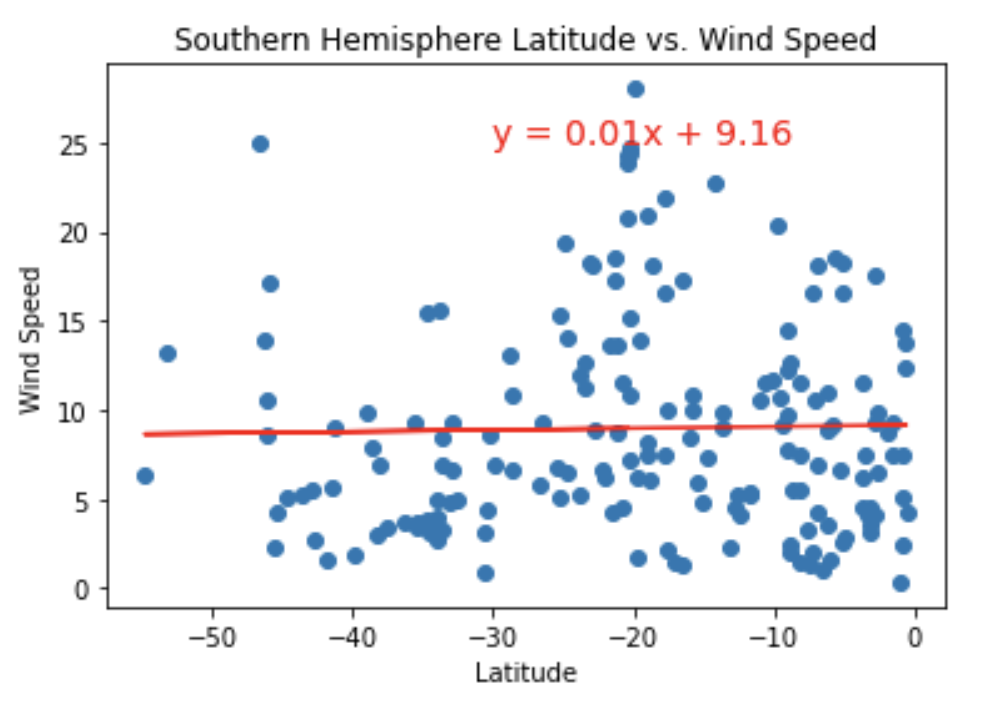 Southern Hemisphere Latitude vs. Wind Speed
y = 0.01x + 9.16
25
20
15
10
5
0
Wind Speed
−50 −40 −30 −20 −10 0
Latitude